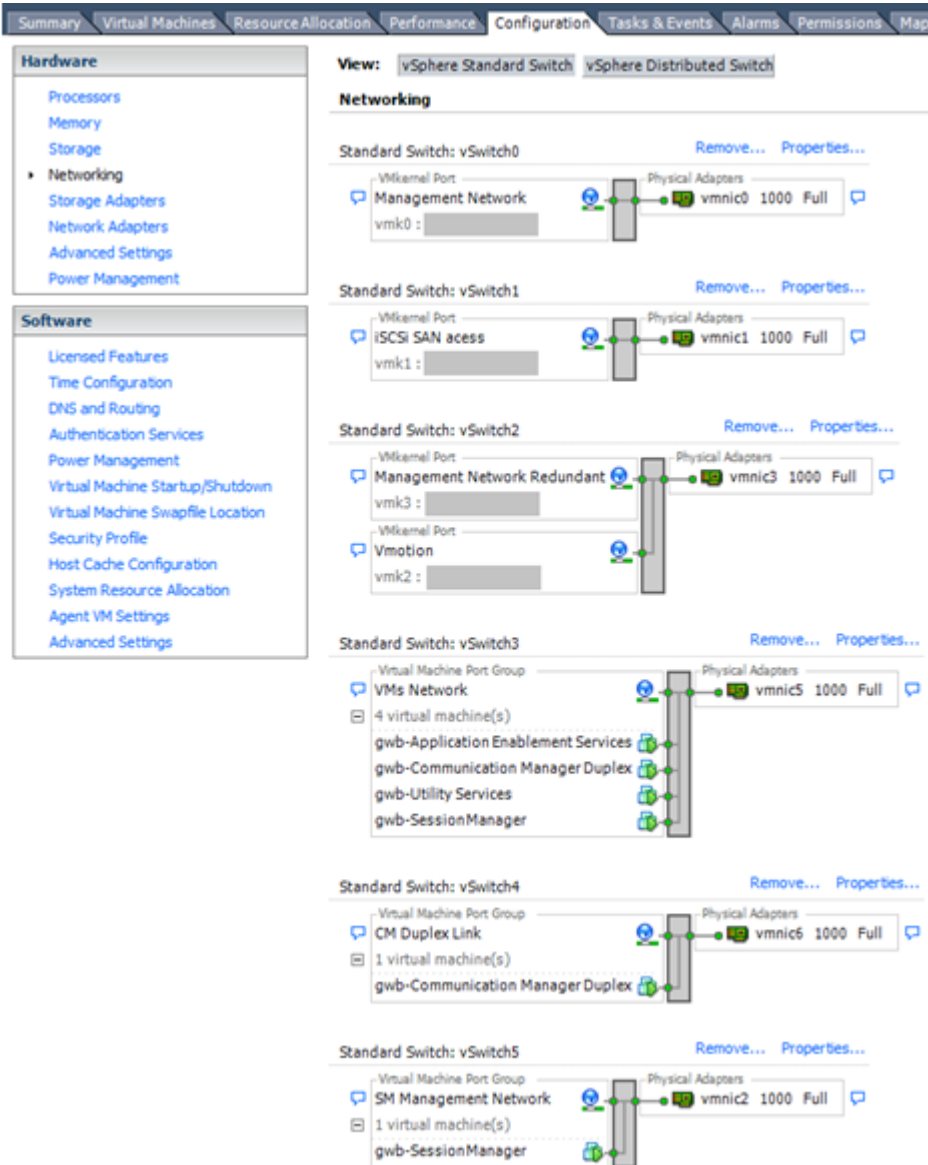 Summary Virtual Machines Resource Allocation Performance Configuration Tasks & Events Alarms Permissions Map
Hardware
Processors
Memory
Storage
Networking
Storage Adapters
Network Adapters
Advanced Settings
Power Management
Software
Licensed Features
Time Configuration
DNS and Routing
Authentication Services
Power Management
Virtual Machine Startup/Shutdown
Virtual Machine Swapfile Location
Security Profile
Host Cache Configuration
System Resource Allocation
Agent VM Settings
Advanced Settings
View: vSphere Standard Switch vSphere Distributed Switch
Networking
Standard Switch: vSwitch0 Remove... Properties...
VMkernel Port Physical Adapters
Management Network vmnic0 1000 Full
vmk0 :
Standard Switch: vSwitch1 Remove... Properties...
VMkernel Port Physical Adapters
iSCSi SAN acess vmnic1 1000 Full
vmk1 :
Standard Switch: vSwitch2 Remove... Properties...
VMkernel Port Physical Adapters
Management Network Redundant vmnic3 1000 Full
vmk3 :
VMkernel Port
Vmotion
vmk2 :
Standard Switch: vSwitch3 Remove... Properties...
Virtual Machine Port Group Physical Adapters
VMs Network vmnic5 1000 Full
4 virtual machine(s)
gwb-Application Enablement Services
gwb-Communication Manager Duplex
gwb-Utility Services
gwb-SessionManager
Standard Switch: vSwitch4 Remove... Properties...
Virtual Machine Port Group Physical Adapters
CM Duplex Link vmnic6 1000 Full
1 virtual machine(s)
gwb-Communication Manager Duplex
Standard Switch: vSwitch5 Remove... Properties...
Virtual Machine Port Group Physical Adapters
SM Management Network vmnic2 1000 Full
1 virtual machine(s)
gwb-SessionManager